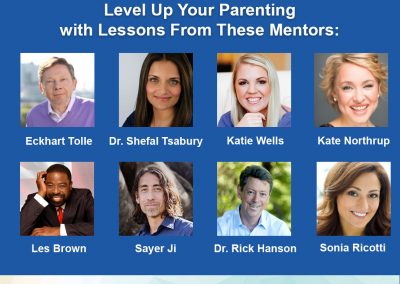 Level Up Your Parenting
with Lessons From These Mentors:
Eckhart Tolle
Dr. Shefal Tsabury
Katie Wells
Kate Northrup
Les Brown
Sayer Ji
Dr. Rick Hanson
Sonia Ricotti